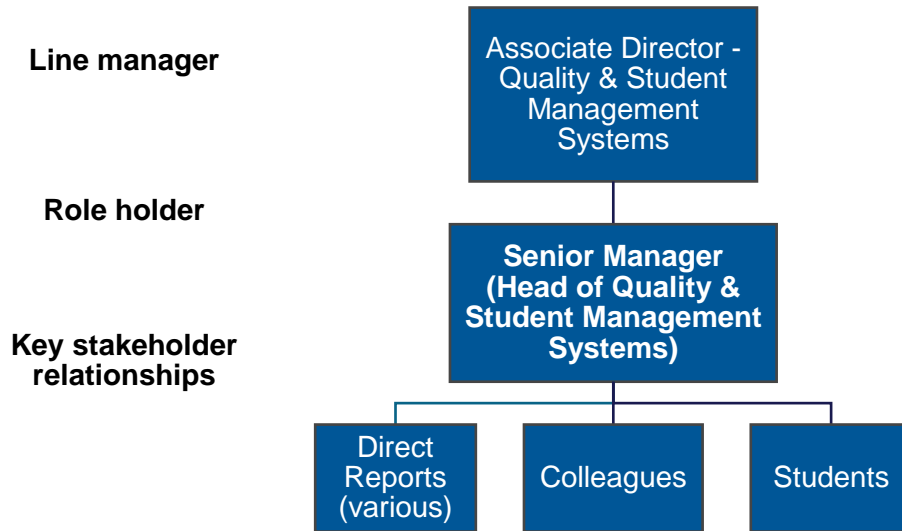 Line manager
Associate Director -
Quality & Student
Management
Systems
Role holder
Senior Manager
(Head of Quality &
Student Management
Systems)
Key stakeholder
relationships
Direct
Reports
(various)
Colleagues
Students